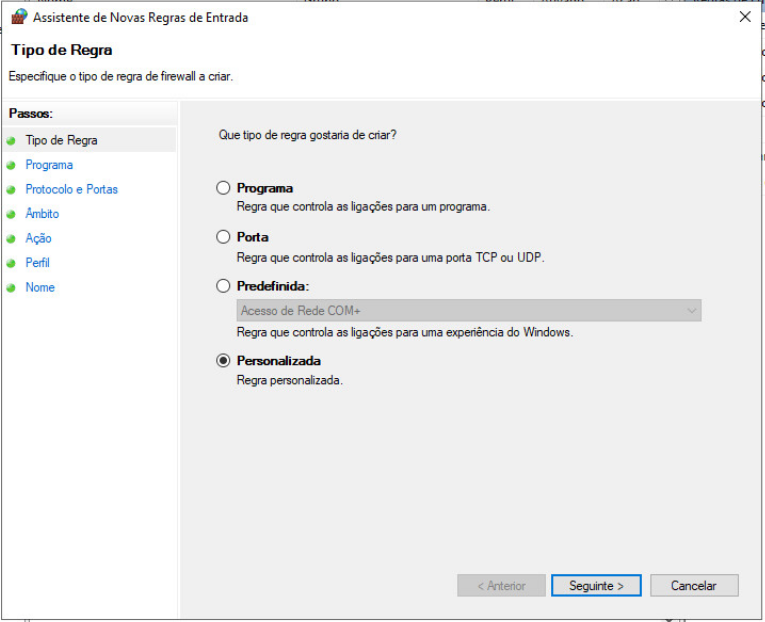 Assistente de Novas Regras de Entrada
Tipo de Regra
Especifique o tipo de regra de firewall a criar.
Passos:
Tipo de Regra
Programa
Protocolo e Portas
Âmbito
Ação
Perfil
Nome
Que tipo de regra gostaria de criar?
Programa
Regra que controla as ligações para um programa.
Porta
Regra que controla as ligações para uma porta TCP ou UDP.
Predefinida:
Acesso de Rede COM+
Regra que controla as ligações para uma experiência do Windows.
Personalizada
Regra personalizada.
< Anterior
Seguinte >
Cancelar